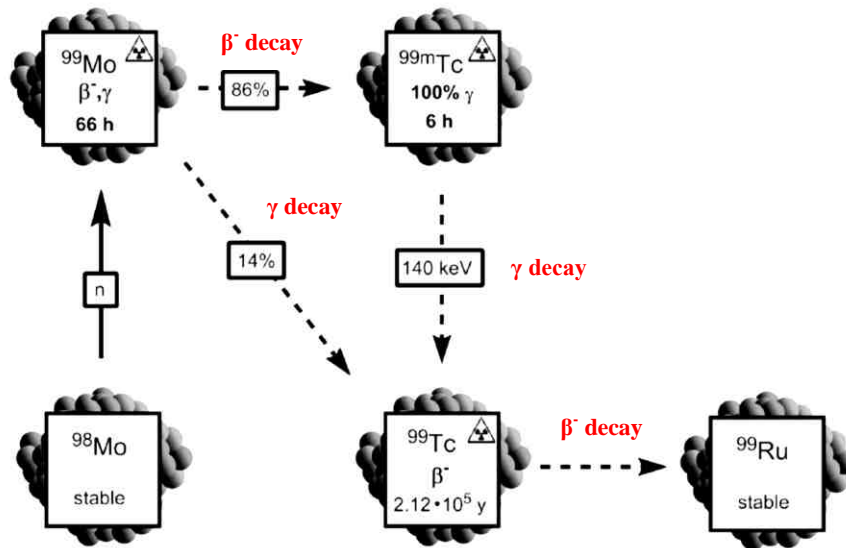 β⁻ decay
⁹⁹Mo
β⁻,γ
66 h
86%
⁹⁹ᵐTc
100% γ
6 h
γ decay
14%
140 keV
γ decay
n
⁹⁸Mo
stable
⁹⁹Tc
β⁻
2.12•10⁵ y
β⁻ decay
⁹⁹Ru
stable